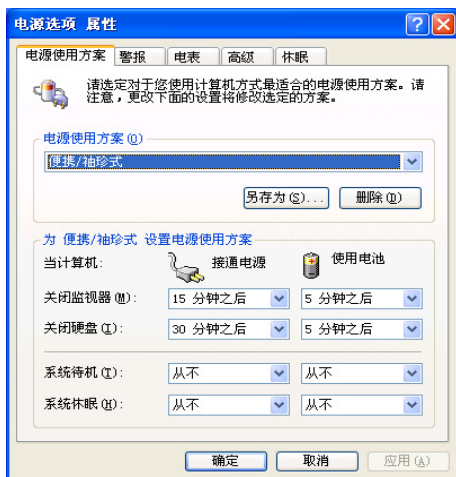 电源选项 属性
电源使用方案 警报 电表 高级 休眠
请选定对于您使用计算机方式最适合的电源使用方案。请
注意，更改下面的设置将修改选定的方案。
电源使用方案(O)
便携/袖珍式
另存为(S)... 删除(D)
为 便携/袖珍式 设置电源使用方案
当计算机: 接通电源 使用电池
关闭监视器(M): 15 分钟之后 5 分钟之后
关闭硬盘(I): 30 分钟之后 5 分钟之后
系统待机(T): 从不 从不
系统休眠(H): 从不 从不
确定 取消 应用(A)